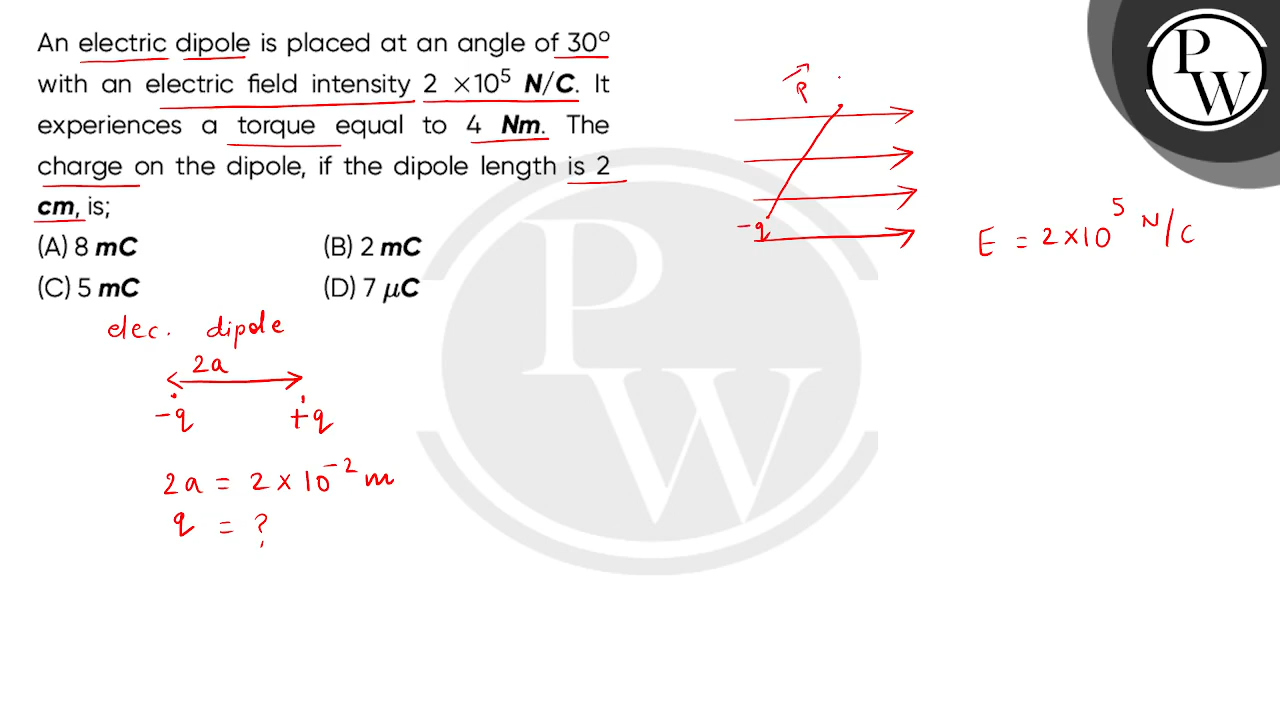 An electric dipole is placed at an angle of 30°
with an electric field intensity 2 ×10⁵ N/C. It
experiences a torque equal to 4 Nm. The
charge on the dipole, if the dipole length is 2
cm, is;
(A) 8 mC (B) 2 mC
(C) 5 mC (D) 7 μC
elec. dipole
2a
-q +q
2a = 2 × 10⁻² m
q = ?
p⃗
-q
E = 2×10⁵ N/C
P
W
P
W